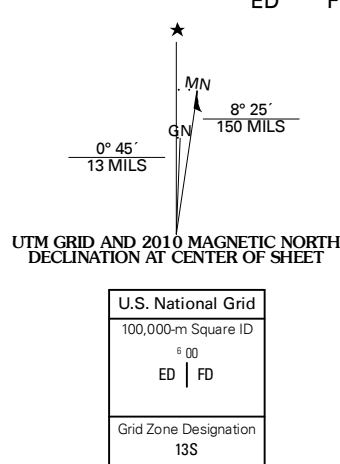 ED F
★
MN
GN
8° 25´
150 MILS
0° 45´
13 MILS
UTM GRID AND 2010 MAGNETIC NORTH
DECLINATION AT CENTER OF SHEET
U.S. National Grid
100,000-m Square ID
6 00
ED FD
Grid Zone Designation
13S